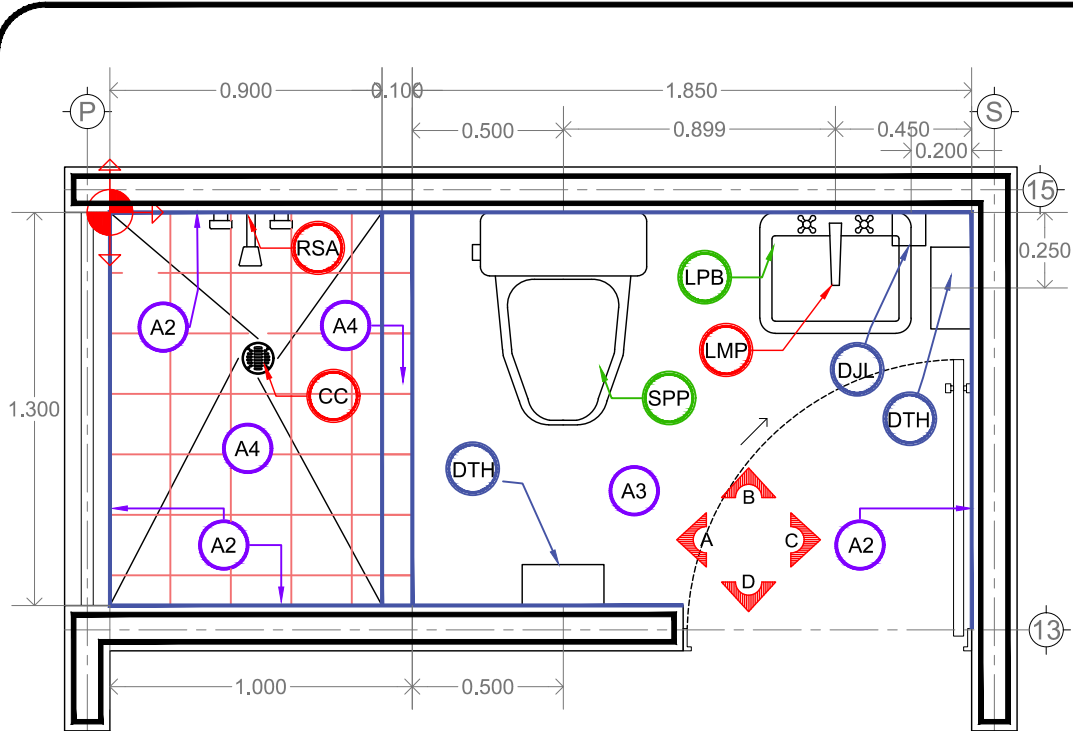 0.900
0.100
1.850
P
S
0.500
0.899
0.450
0.200
15
RSA
0.250
LPB
A2
A4
LMP
DJL
CC
SPP
1.300
DTH
A4
DTH
A3
B
A2
A
C
A2
D
13
1.000
0.500